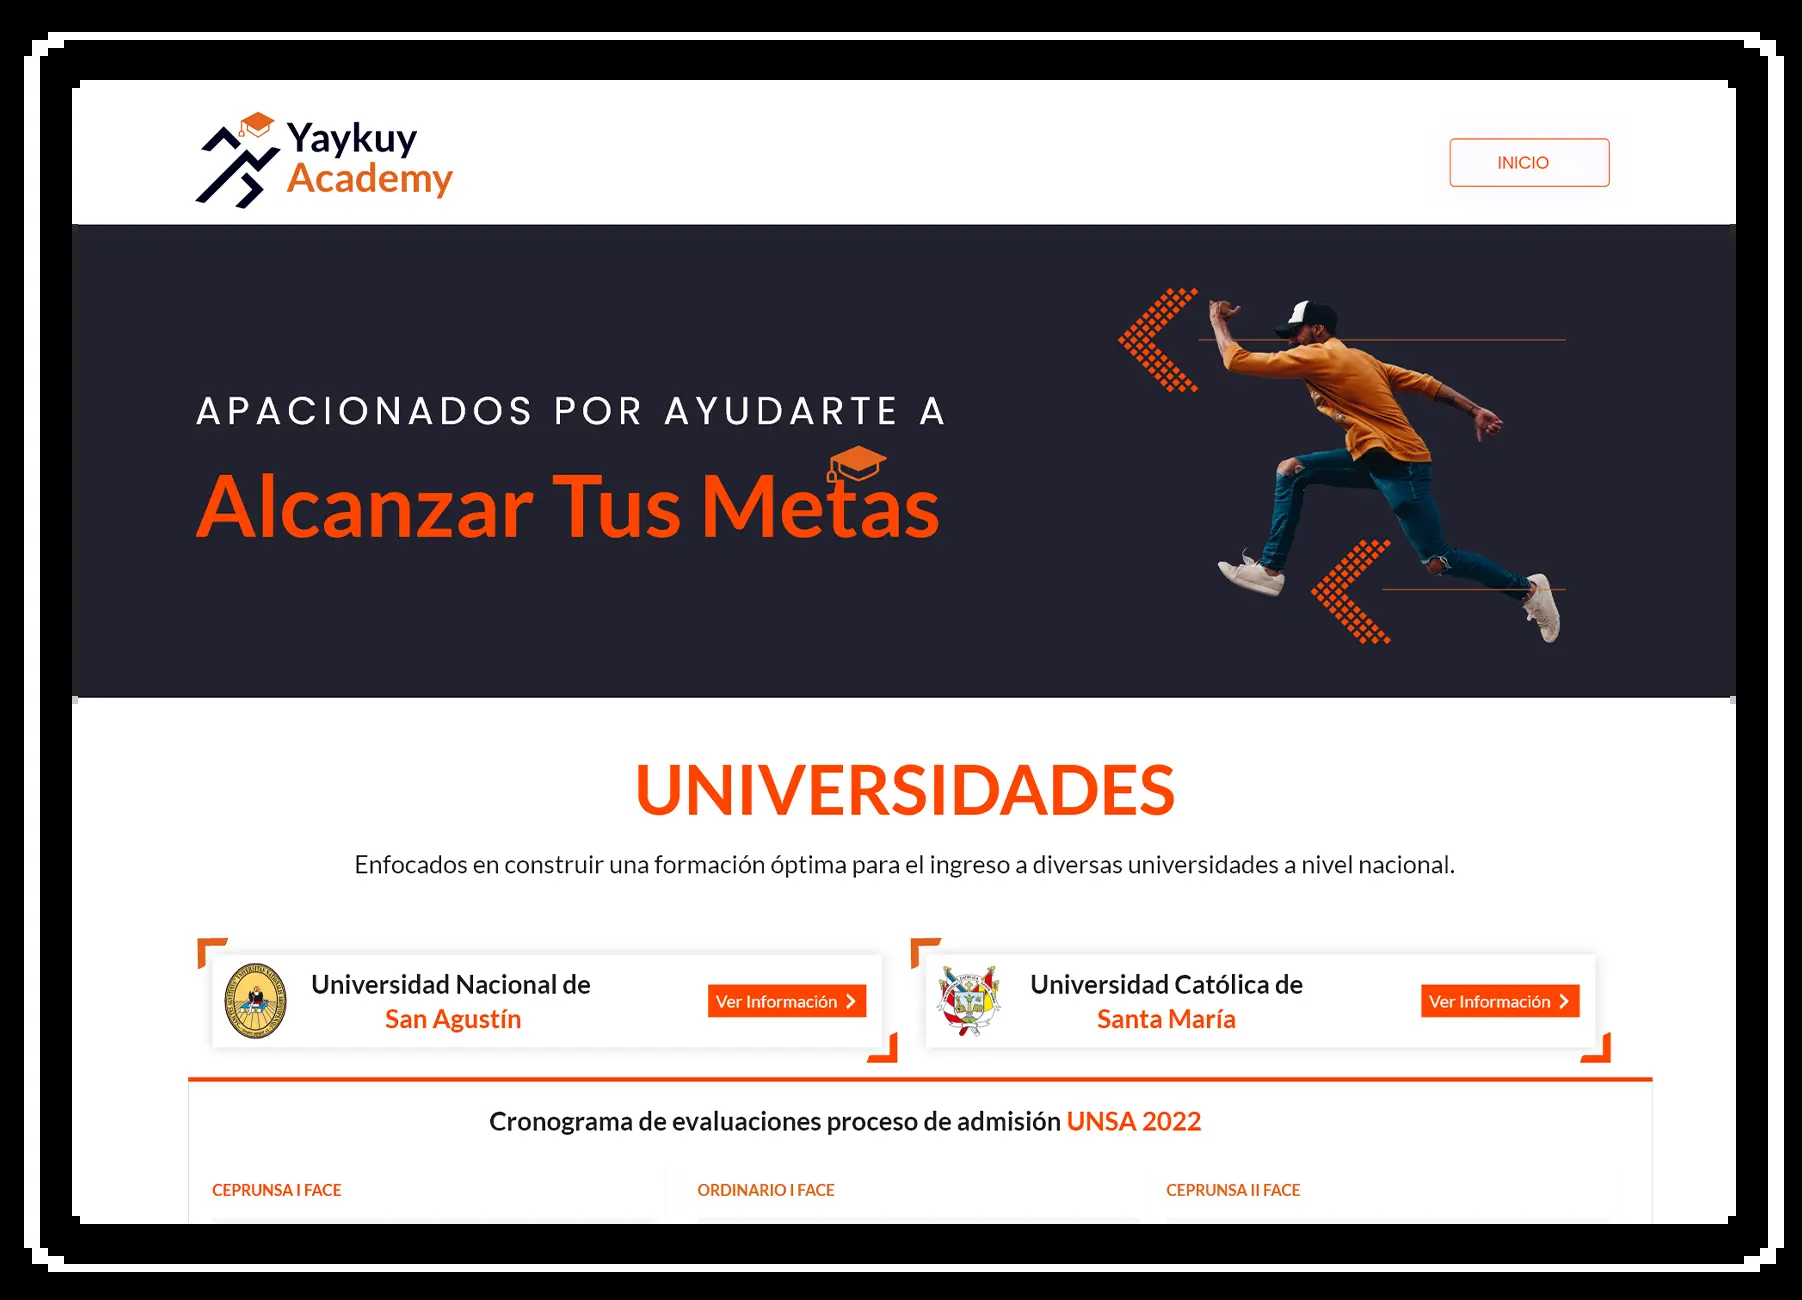 Yaykuy
Academy
INICIO
APACIONADOS POR AYUDARTE A
Alcanzar Tus Metas
UNIVERSIDADES
Enfocados en construir una formación óptima para el ingreso a diversas universidades a nivel nacional.
Universidad Nacional de
San Agustín
Ver Información
Universidad Católica de
Santa María
Ver Información
Cronograma de evaluaciones proceso de admisión UNSA 2022
CEPRUNSA I FACE
ORDINARIO I FACE
CEPRUNSA II FACE